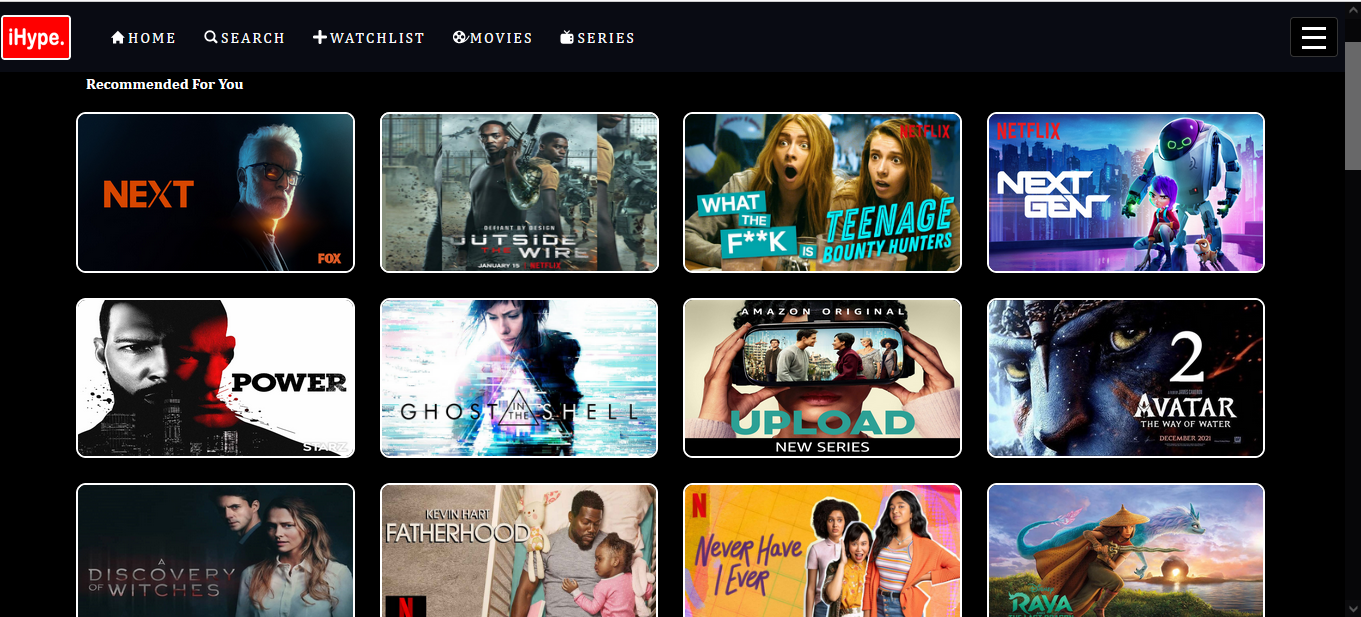 iHype.
HOME SEARCH WATCHLIST MOVIES SERIES
Recommended For You
NEXT
FOX
DEFIANT BY DESIGN
OUTSIDE
THE WIRE
JANUARY 15 NETFLIX
NETFLIX
WHAT
THE
F**K IS
TEENAGE
BOUNTY HUNTERS
NETFLIX
NEXT
GEN
POWER
STARZ
GHOST IN THE SHELL
AMAZON ORIGINAL
UPLOAD
NEW SERIES
2
AVATAR
THE WAY OF WATER
DECEMBER 2021
A
DISCOVERY
OF WITCHES
KEVIN HART
FATHERHOOD
N
N
Never Have
I Ever
Disney
RAYA